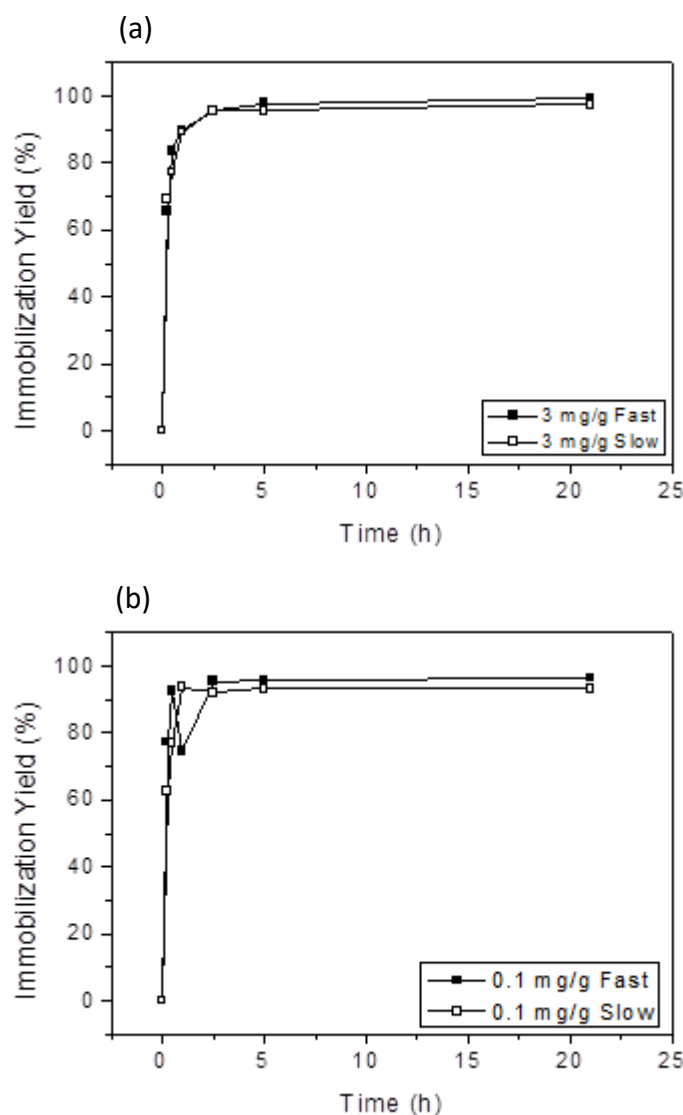 (a)
100
80
60
40
20
0
Immobilization Yield (%)
3 mg/g Fast
3 mg/g Slow
0 5 10 15 20 25
Time (h)
(b)
100
80
60
40
20
0
Immobilization Yield (%)
0.1 mg/g Fast
0.1 mg/g Slow
0 5 10 15 20 25
Time (h)